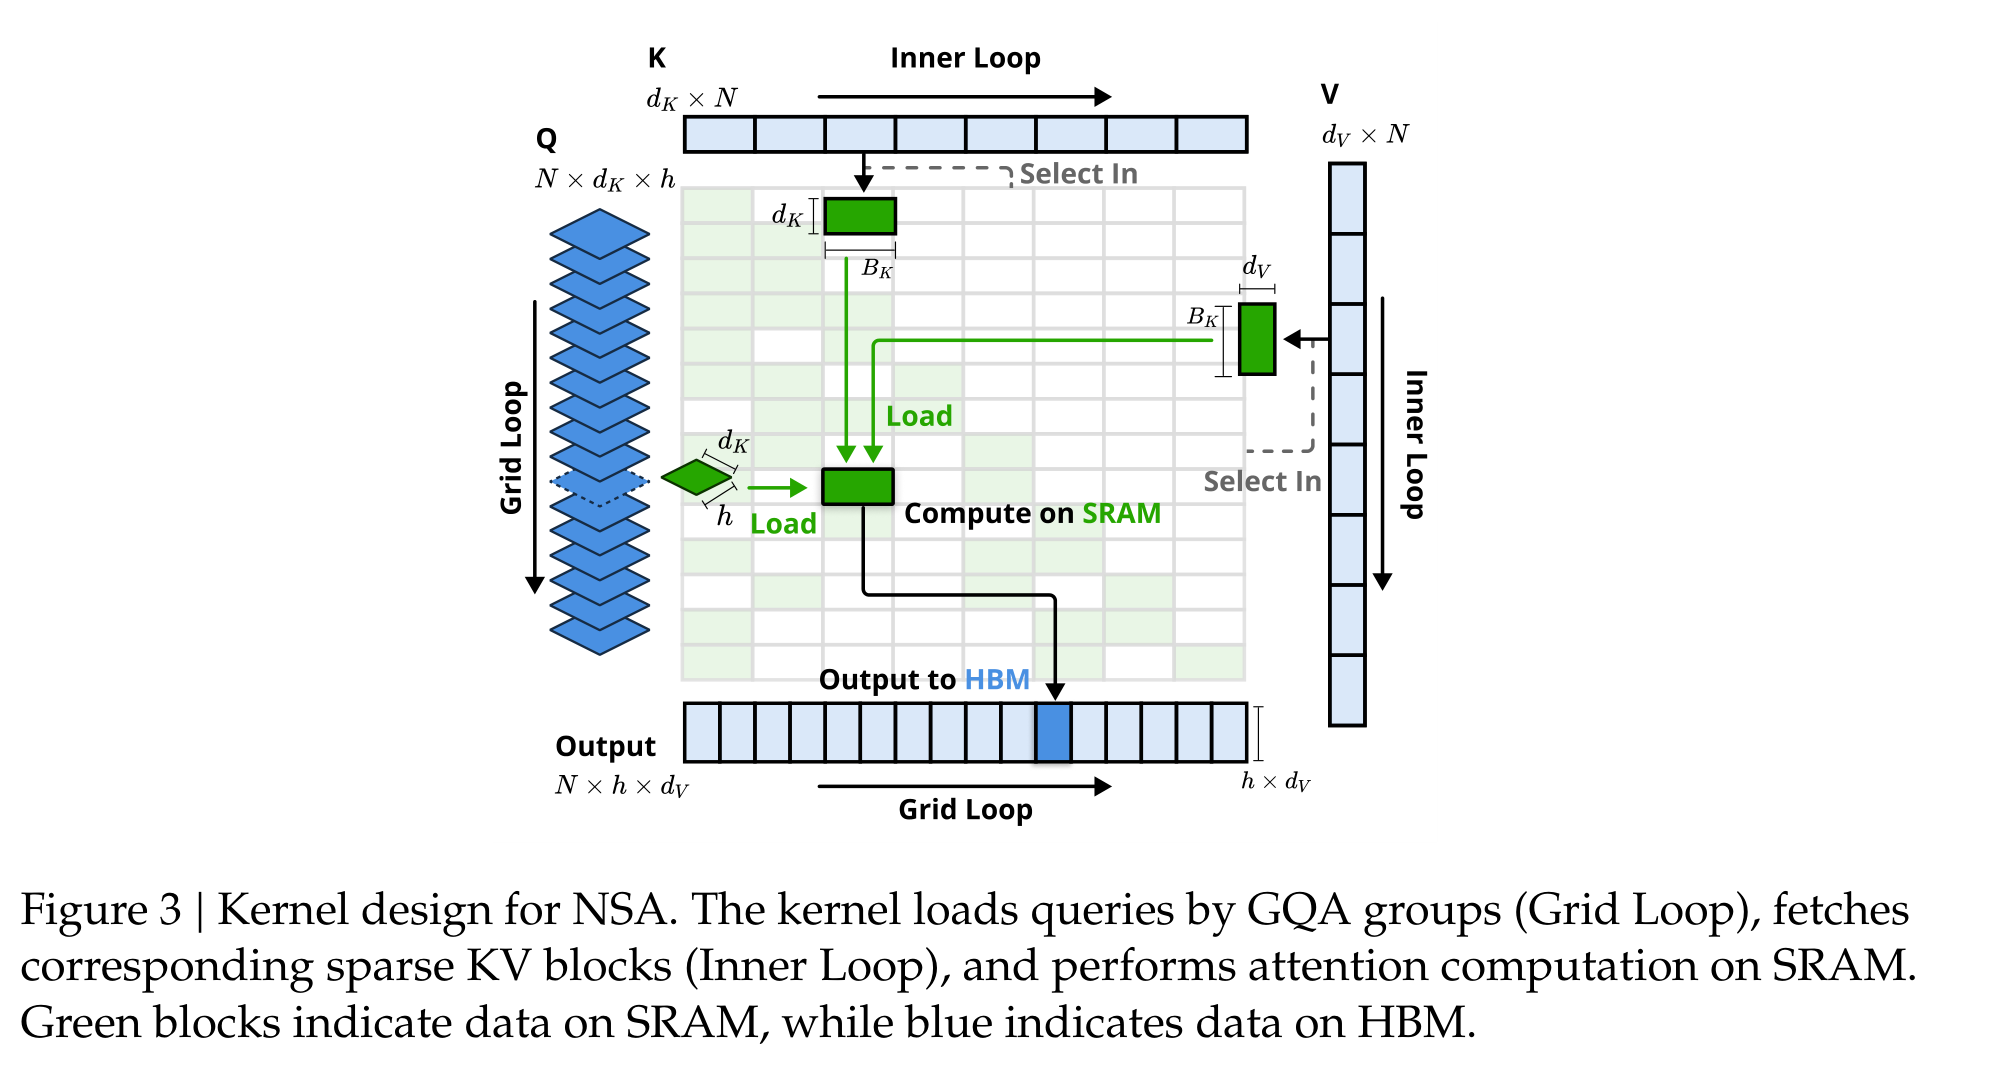 K
Inner Loop
d_K × N
V
d_V × N
Q
N × d_K × h
Select In
d_K
B_K
d_V
B_K
Grid Loop
Inner Loop
Load
d_K
h
Load
Select In
Compute on SRAM
Output to HBM
Output
N × h × d_V
h × d_V
Grid Loop
Figure 3 | Kernel design for NSA. The kernel loads queries by GQA groups (Grid Loop), fetches
corresponding sparse KV blocks (Inner Loop), and performs attention computation on SRAM.
Green blocks indicate data on SRAM, while blue indicates data on HBM.